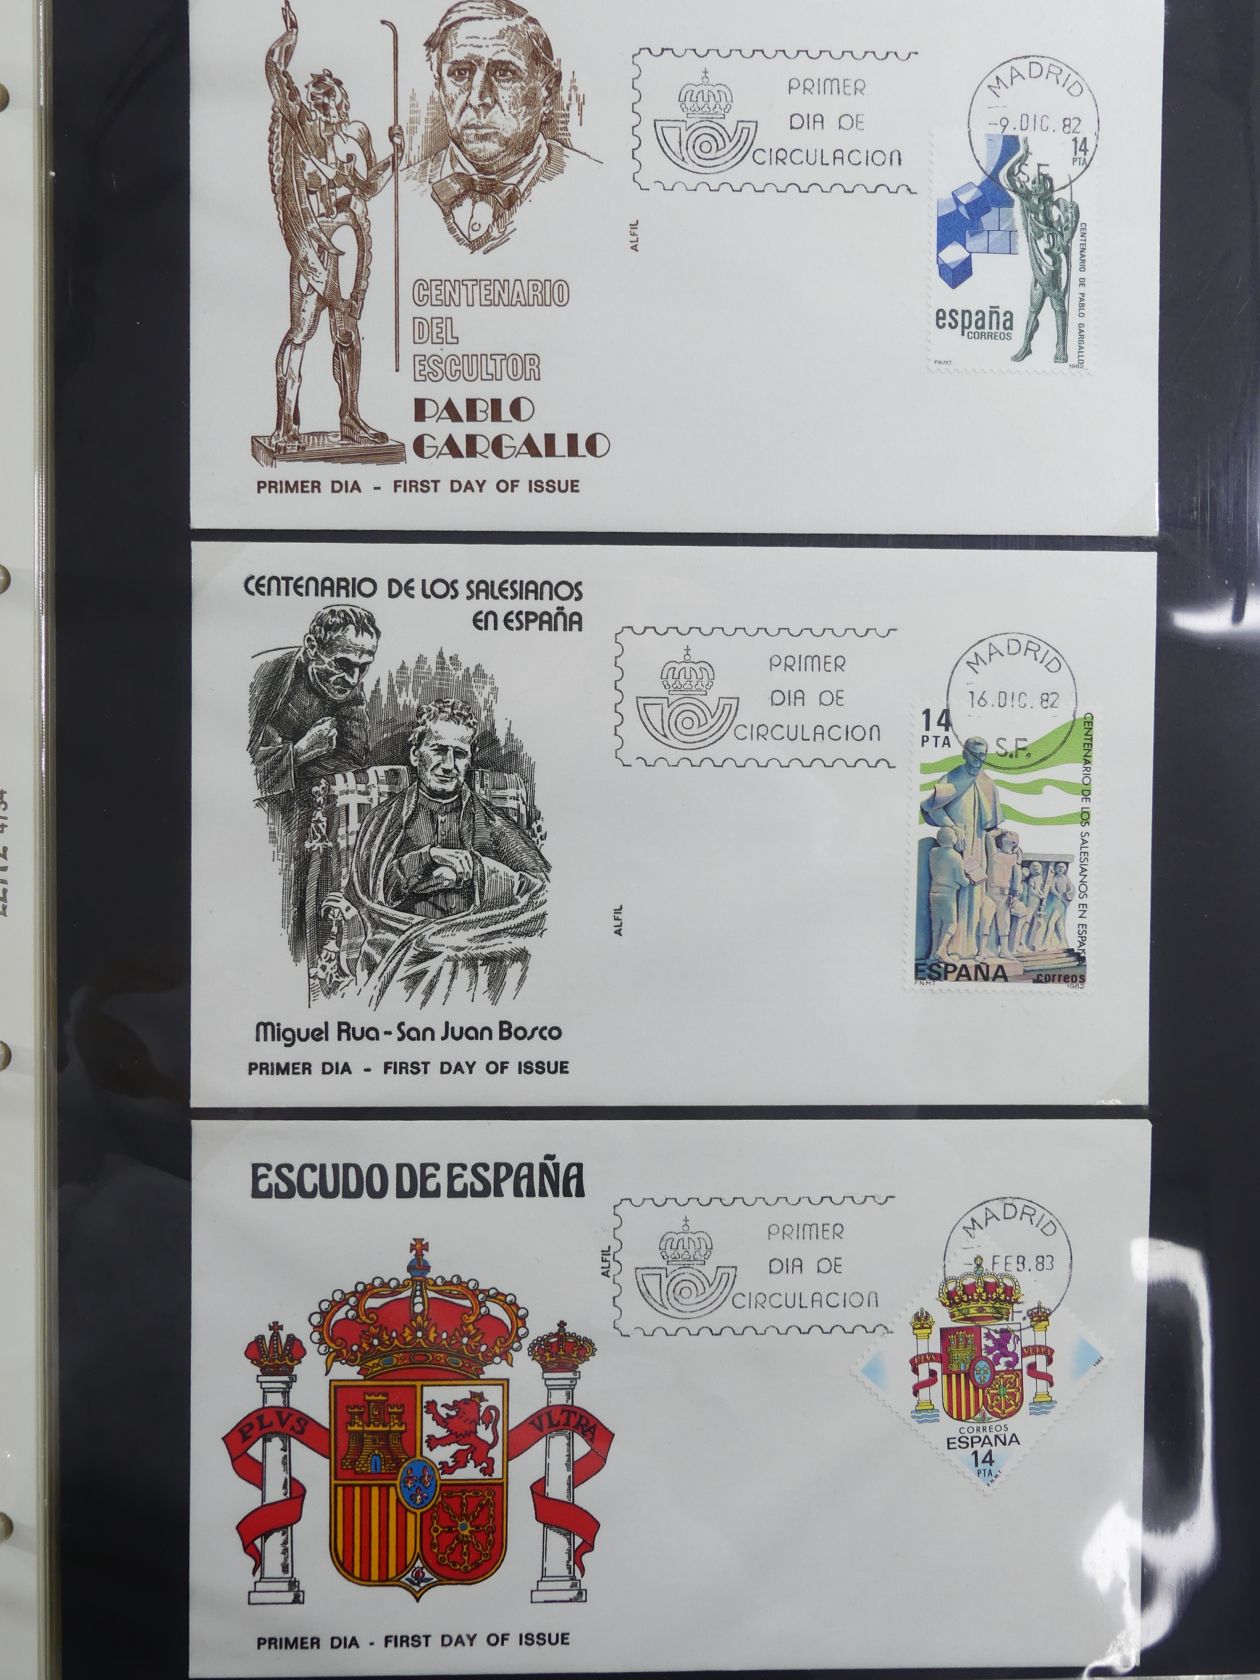 CENTENARIO
DEL
ESCULTOR
PABLO
GARGALLO
PRIMER DIA - FIRST DAY OF ISSUE
ALFIL
PRIMER
DIA DE
CIRCULACION
MADRID
-9.DIC.82
S.F.
14
PTA
CENTENARIO DE PABLO GARGALLO
españa
CORREOS
F.N.M.T.
1982
CENTENARIO DE LOS SALESIANOS
EN ESPAÑA
Miguel Rua - San Juan Bosco
PRIMER DIA - FIRST DAY OF ISSUE
ALFIL
PRIMER
DIA DE
CIRCULACION
MADRID
16.DIC.82
S.F.
14
PTA
CENTENARIO DE LOS SALESIANOS EN ESPAÑA
ESPAÑA
correos
FNMT
1982
ESCUDO DE ESPAÑA
PLVS
VLTRA
PRIMER DIA - FIRST DAY OF ISSUE
ALFIL
PRIMER
DIA DE
CIRCULACION
MADRID
FEB.83
PLVS
VLTR
1983
CORREOS
ESPAÑA
14
PTA
F.N.M.T.